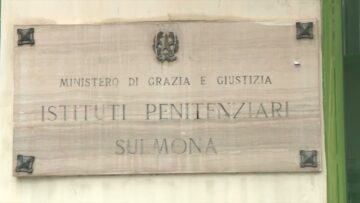 MINISTERO DI GRAZIA E GIUSTIZIA
ISTITUTI PENITENZIARI
SULMONA